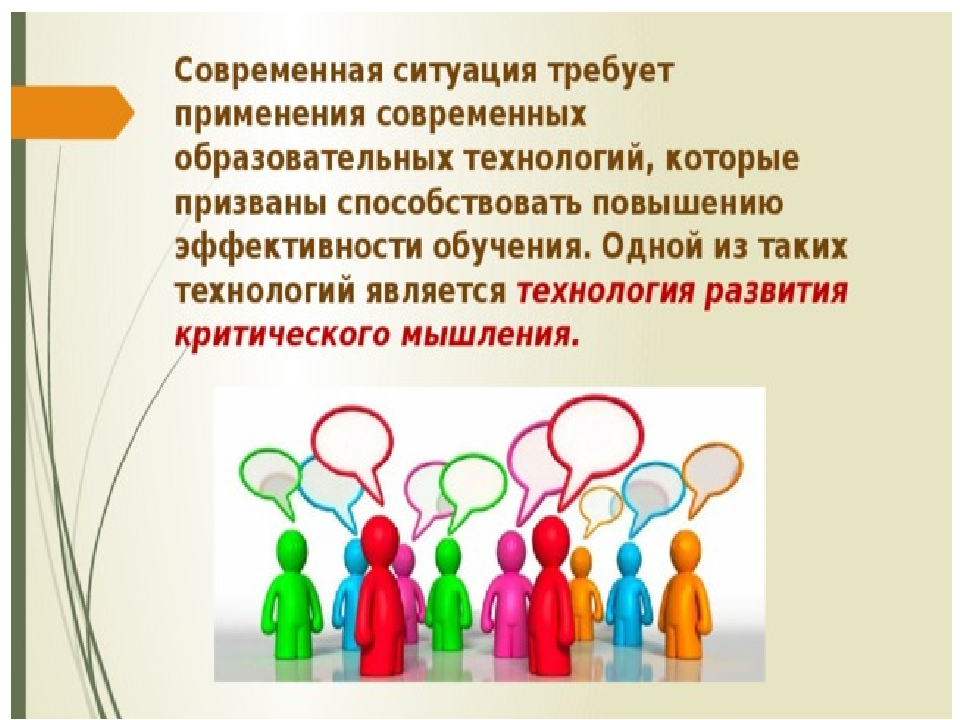 Современная ситуация требует
применения современных
образовательных технологий, которые
призваны способствовать повышению
эффективности обучения. Одной из таких
технологий является технология развития
критического мышления.